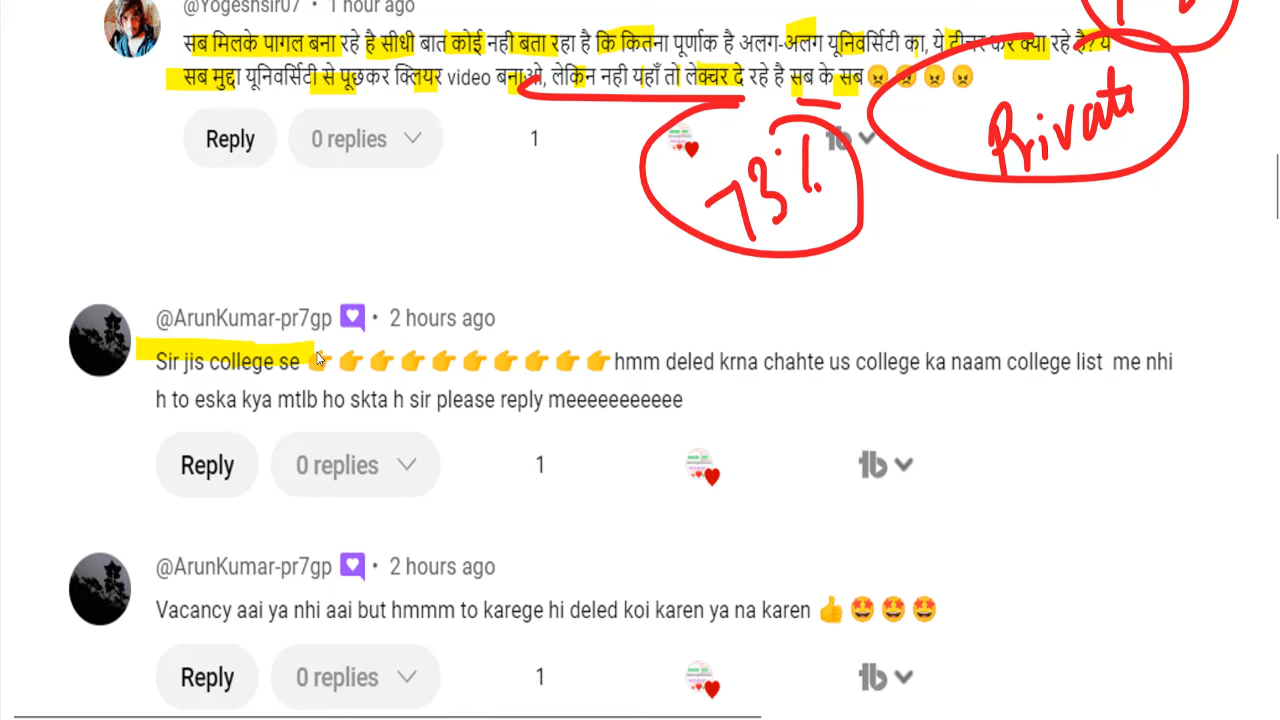 @Yogeshsir07 • 1 hour ago
सब मिलके पागल बना रहे है सीधी बात कोई नही बता रहा है कि कितना पूर्णाक है अलग-अलग यूनिवर्सिटी का, ये टीचर कर क्या रहे है? ये
सब मुद्दा यूनिवर्सिटी से पूछकर क्लियर video बनाओ, लेकिन नही यहाँ तो लेक्चर दे रहे है सब के सब 😠 😠 😠 😠
Private
Reply 0 replies 1
73%
@ArunKumar-pr7gp • 2 hours ago
Sir jis college se 👉 👉 👉 👉 👉 👉 👉 👉 👉 👉 hmm deled krna chahte us college ka naam college list me nhi
h to eska kya mtlb ho skta h sir please reply meeeeeeeeeee
Reply 0 replies 1
@ArunKumar-pr7gp • 2 hours ago
Vacancy aai ya nhi aai but hmmm to karege hi deled koi karen ya na karen 👍 🤩 🤩 🤩
Reply 0 replies 1